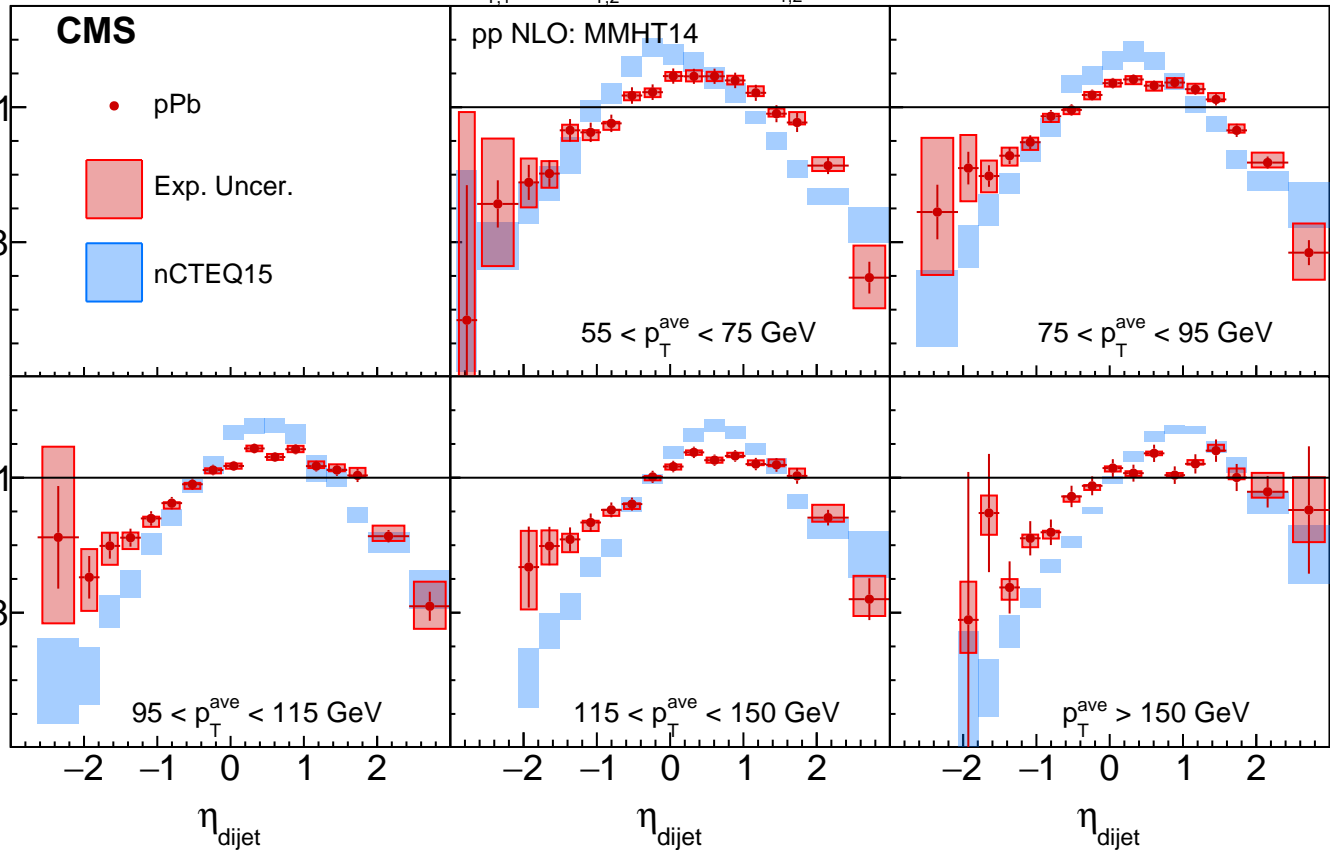 CMS
pPb
Exp. Uncer.
nCTEQ15
pp NLO: MMHT14
1
55 < p_T^ave < 75 GeV
75 < p_T^ave < 95 GeV
1
95 < p_T^ave < 115 GeV
115 < p_T^ave < 150 GeV
p_T^ave > 150 GeV
−2 −1 0 1 2 −2 −1 0 1 2 −2 −1 0 1 2
η_dijet η_dijet η_dijet